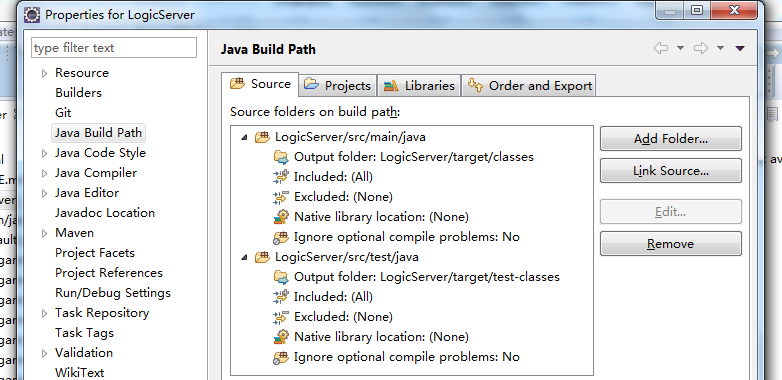 Properties for LogicServer
type filter text
Java Build Path
Resource
Builders
Git
Java Build Path
Java Code Style
Java Compiler
Java Editor
Javadoc Location
Maven
Project Facets
Project References
Run/Debug Settings
Task Repository
Task Tags
Validation
WikiText
Source Projects Libraries Order and Export
Source folders on build path:
LogicServer/src/main/java
Output folder: LogicServer/target/classes
Included: (All)
Excluded: (None)
Native library location: (None)
Ignore optional compile problems: No
LogicServer/src/test/java
Output folder: LogicServer/target/test-classes
Included: (All)
Excluded: (None)
Native library location: (None)
Ignore optional compile problems: No
Add Folder...
Link Source...
Edit...
Remove